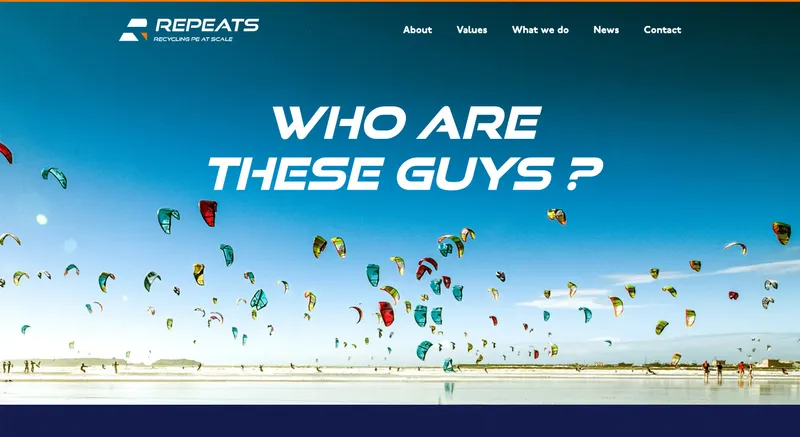 REPEATS
RECYCLING PE AT SCALE
About
Values
What we do
News
Contact
WHO ARE
THESE GUYS ?